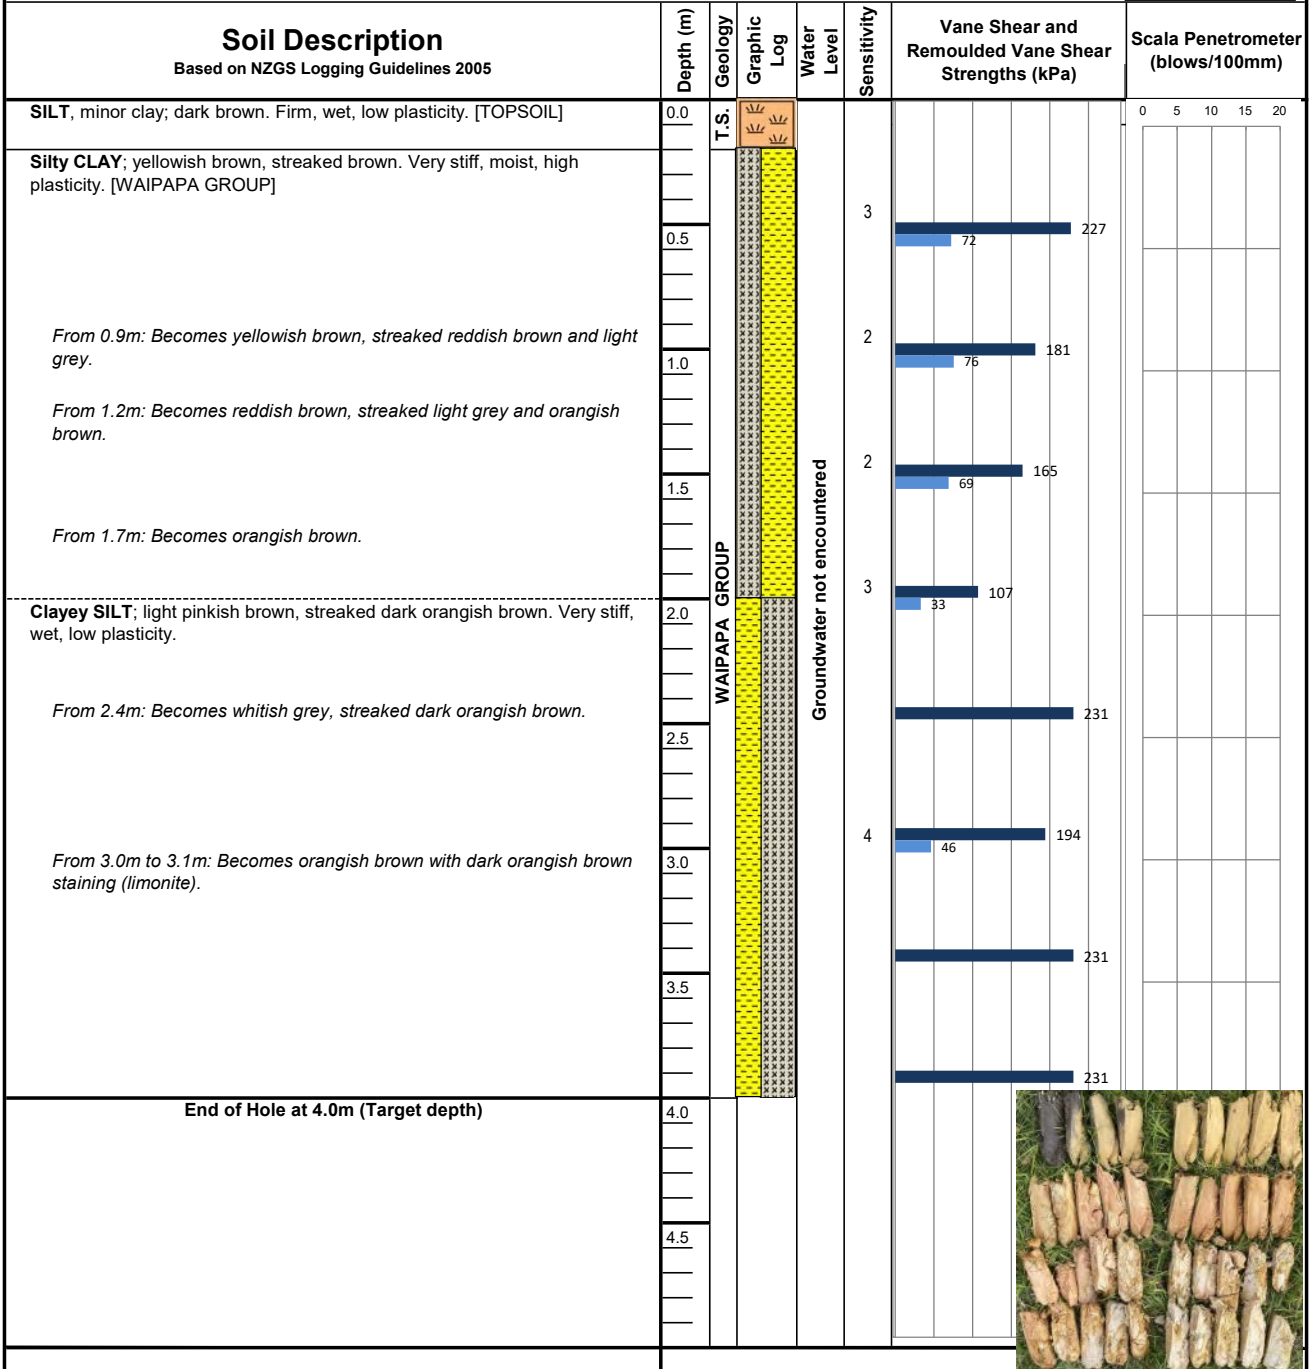 Soil Description
Based on NZGS Logging Guidelines 2005
Depth (m)
Geology
Graphic
Log
Water
Level
Sensitivity
Vane Shear and
Remoulded Vane Shear
Strengths (kPa)
Scala Penetrometer
(blows/100mm)
0 5 10 15 20
SILT, minor clay; dark brown. Firm, wet, low plasticity. [TOPSOIL]
0.0
T.S.
Silty CLAY; yellowish brown, streaked brown. Very stiff, moist, high
plasticity. [WAIPAPA GROUP]
3
227
72
0.5
From 0.9m: Becomes yellowish brown, streaked reddish brown and light
grey.
2
181
76
1.0
From 1.2m: Becomes reddish brown, streaked light grey and orangish
brown.
2
165
69
1.5
From 1.7m: Becomes orangish brown.
WAIPAPA GROUP
Groundwater not encountered
3
107
33
Clayey SILT; light pinkish brown, streaked dark orangish brown. Very stiff,
wet, low plasticity.
2.0
From 2.4m: Becomes whitish grey, streaked dark orangish brown.
231
2.5
4
194
46
From 3.0m to 3.1m: Becomes orangish brown with dark orangish brown
staining (limonite).
3.0
231
3.5
231
End of Hole at 4.0m (Target depth)
4.0
4.5